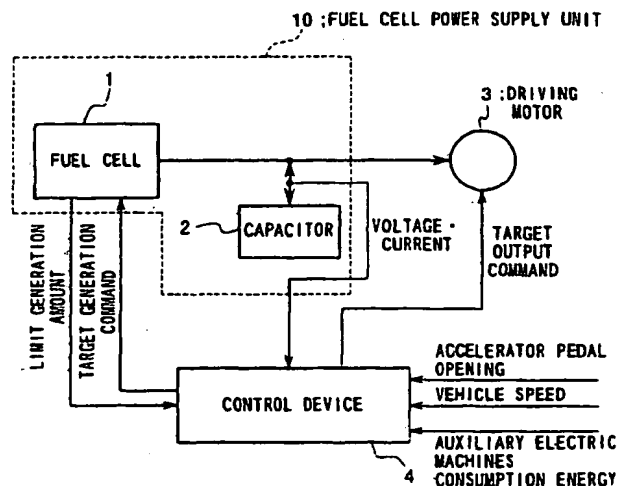 10 :FUEL CELL POWER SUPPLY UNIT
1
FUEL CELL
3 :DRIVING
MOTOR
2
CAPACITOR
VOLTAGE・
CURRENT
TARGET
OUTPUT
COMMAND
LIMIT GENERATION
AMOUNT
TARGET GENERATION
COMMAND
CONTROL DEVICE
ACCELERATOR PEDAL
OPENING
VEHICLE SPEED
AUXILIARY ELECTRIC
MACHINES
CONSUMPTION ENERGY
4